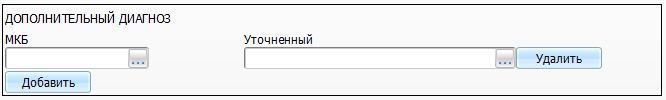 ДОПОЛНИТЕЛЬНЫЙ ДИАГНОЗ
МКБ Уточненный
... ... Удалить
Добавить